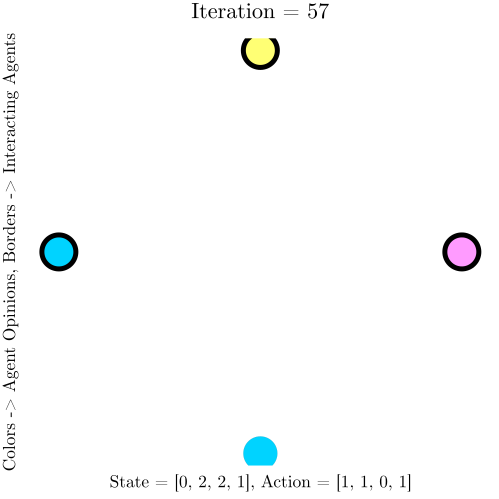 Iteration = 57
Colors -> Agent Opinions, Borders -> Interacting Agents
State = [0, 2, 2, 1], Action = [1, 1, 0, 1]